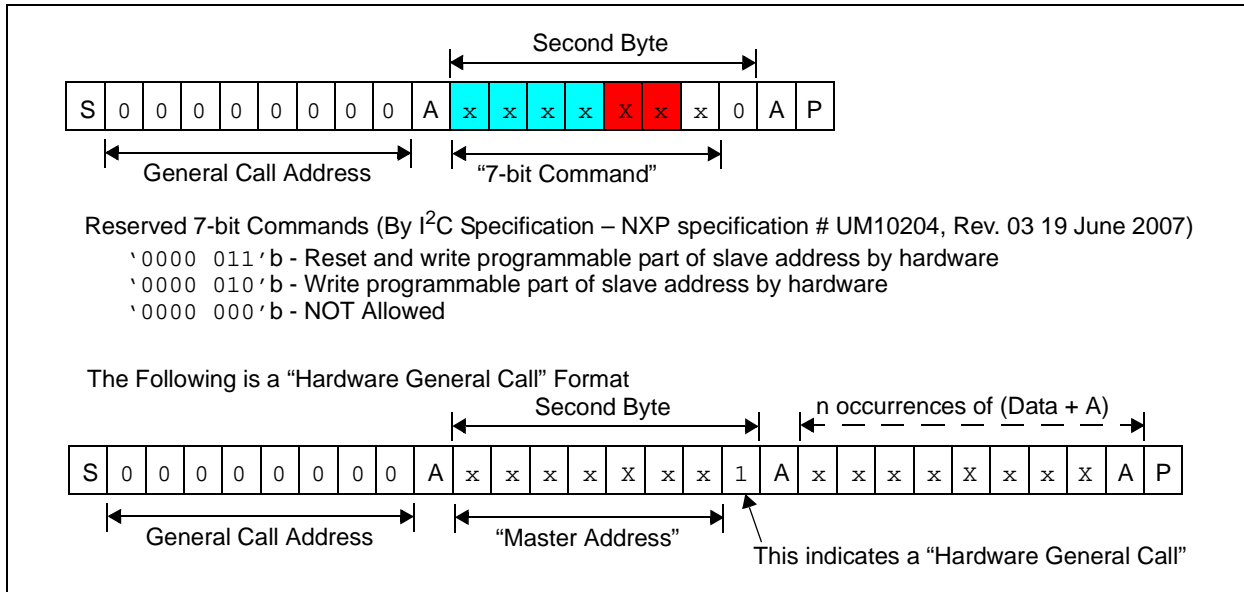 Second Byte
S 0 0 0 0 0 0 0 0 A x x x x X x x 0 A P
General Call Address “7-bit Command”
Reserved 7-bit Commands (By I2C Specification – NXP specification # UM10204, Rev. 03 19 June 2007)
‘0000 011’b - Reset and write programmable part of slave address by hardware
‘0000 010’b - Write programmable part of slave address by hardware
‘0000 000’b - NOT Allowed
The Following is a “Hardware General Call” Format
Second Byte n occurrences of (Data + A)
S 0 0 0 0 0 0 0 0 A x x x x X x x 1 A x x x x X x x X A P
General Call Address “Master Address”
This indicates a “Hardware General Call”